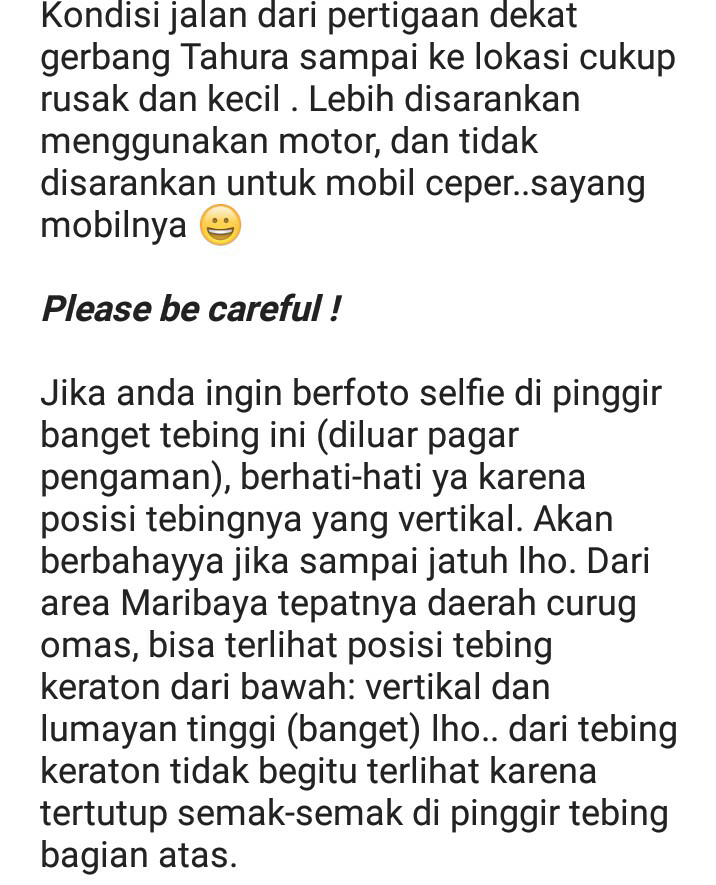 Kondisi jalan dari pertigaan dekat
gerbang Tahura sampai ke lokasi cukup
rusak dan kecil . Lebih disarankan
menggunakan motor, dan tidak
disarankan untuk mobil ceper..sayang
mobilnya 😀
Please be careful !
Jika anda ingin berfoto selfie di pinggir
banget tebing ini (diluar pagar
pengaman), berhati-hati ya karena
posisi tebingnya yang vertikal. Akan
berbahayya jika sampai jatuh lho. Dari
area Maribaya tepatnya daerah curug
omas, bisa terlihat posisi tebing
keraton dari bawah: vertikal dan
lumayan tinggi (banget) lho.. dari tebing
keraton tidak begitu terlihat karena
tertutup semak-semak di pinggir tebing
bagian atas.